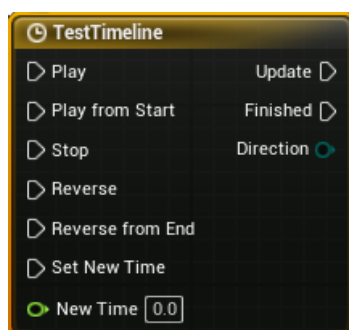 TestTimeline
Play Update
Play from Start Finished
Stop Direction
Reverse
Reverse from End
Set New Time
New Time 0.0